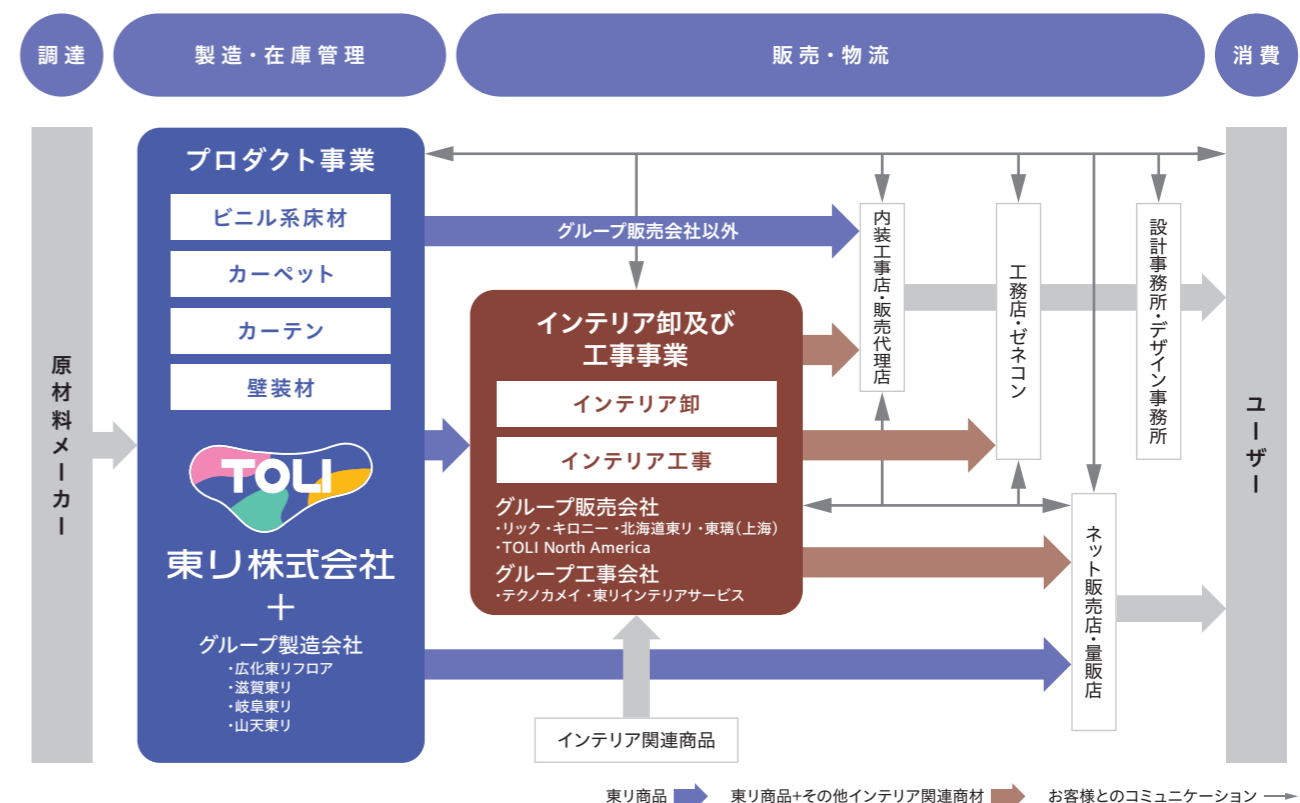 調達
製造・在庫管理
販売・物流
消費
原材料メーカー
プロダクト事業
ビニル系床材
カーペット
カーテン
壁装材
TOLI
東リ株式会社
+
グループ製造会社
・広化東リフロア
・滋賀東リ
・岐阜東リ
・山天東リ
グループ販売会社以外
インテリア卸及び
工事事業
インテリア卸
インテリア工事
グループ販売会社
・リック ・キロニー ・北海道東リ ・東璃(上海)
・TOLI North America
グループ工事会社
・テクノカメイ ・東リインテリアサービス
インテリア関連商品
内装工事店・販売代理店
工務店・ゼネコン
設計事務所・デザイン事務所
ネット販売店・量販店
ユーザー
東リ商品
東リ商品+その他インテリア関連商材
お客様とのコミュニケーション